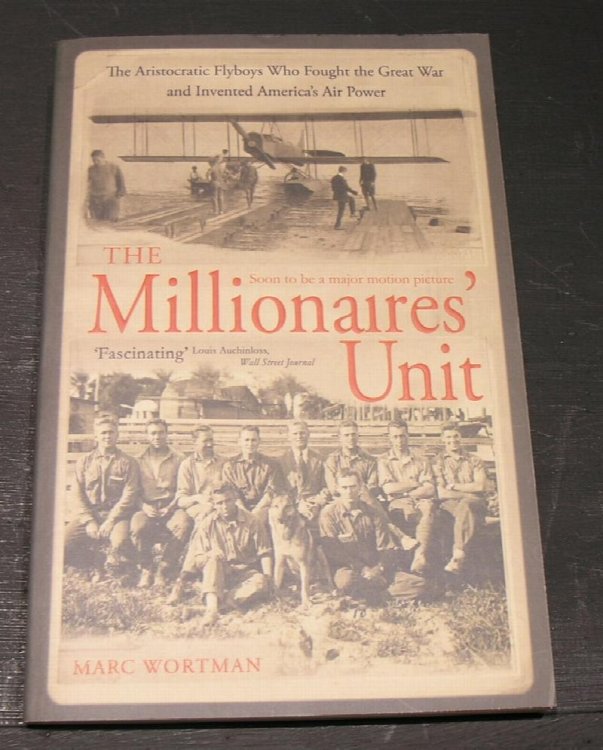 The Aristocratic Flyboys Who Fought the Great War
and Invented America's Air Power
THE
Soon to be a major motion picture
Millionaires'
'Fascinating' Louis Auchinloss,
Wall Street Journal
Unit
MARC WORTMAN